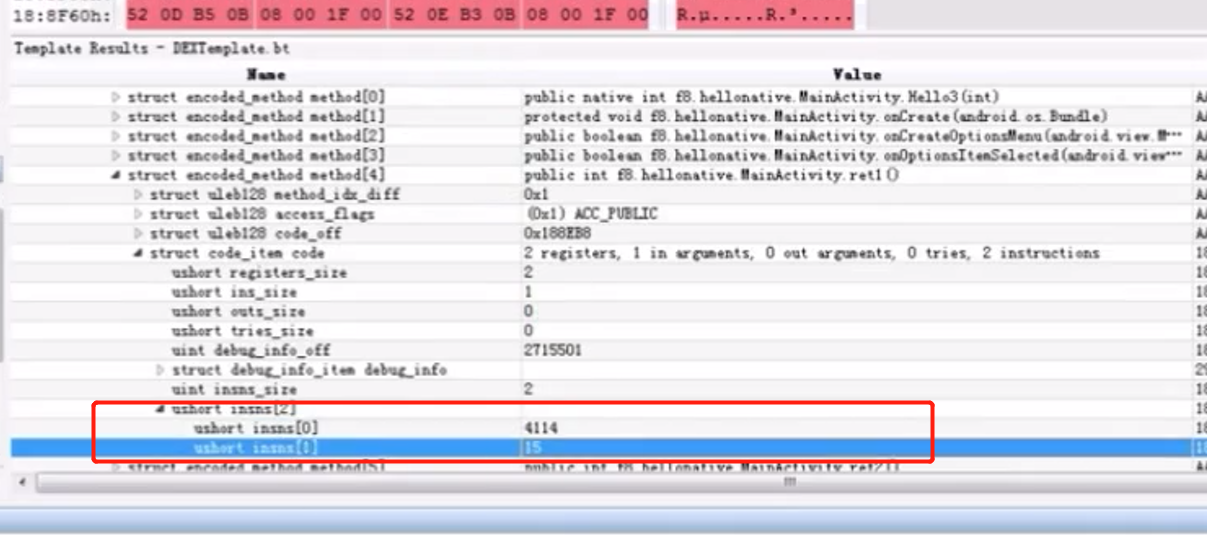 18:8F60h: 52 0D B5 0B 08 00 1F 00 52 0E B3 0B 08 00 1F 00 R.µ.....R.³.....
Template Results - DEXTemplate.bt
Name Value
struct encoded_method method[0] public native int f8.hellonative.MainActivity.Hello3(int)
struct encoded_method method[1] protected void f8.hellonative.MainActivity.onCreate(android.os.Bundle)
struct encoded_method method[2] public boolean f8.hellonative.MainActivity.onCreateOptionsMenu(android.view.M…
struct encoded_method method[3] public boolean f8.hellonative.MainActivity.onOptionsItemSelected(android.view…
struct encoded_method method[4] public int f8.hellonative.MainActivity.ret1()
struct uleb128 method_idx_diff 0x1
struct uleb128 access_flags (0x1) ACC_PUBLIC
struct uleb128 code_off 0x188EB8
struct code_item code 2 registers, 1 in arguments, 0 out arguments, 0 tries, 2 instructions
ushort registers_size 2
ushort ins_size 1
ushort outs_size 0
ushort tries_size 0
uint debug_info_off 2715501
struct debug_info_item debug_info
uint insns_size 2
ushort insns[2]
ushort insns[0] 4114
ushort insns[1] 15
struct encoded_method method[5] public int f8.hellonative.MainActivity.ret2()